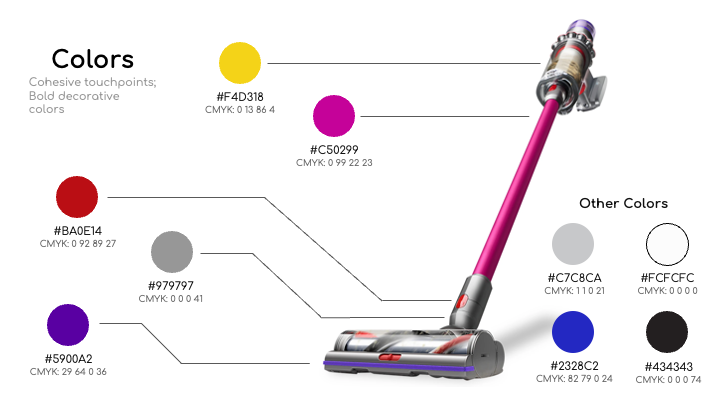 Colors
Cohesive touchpoints;
Bold decorative
colors
#F4D318
CMYK: 0 13 86 4
#C50299
CMYK: 0 99 22 23
#BA0E14
CMYK: 0 92 89 27
#979797
CMYK: 0 0 0 41
#5900A2
CMYK: 29 64 0 36
Other Colors
#C7C8CA
CMYK: 1 1 0 21
#FCFCFC
CMYK: 0 0 0 0
#2328C2
CMYK: 82 79 0 24
#434343
CMYK: 0 0 0 74